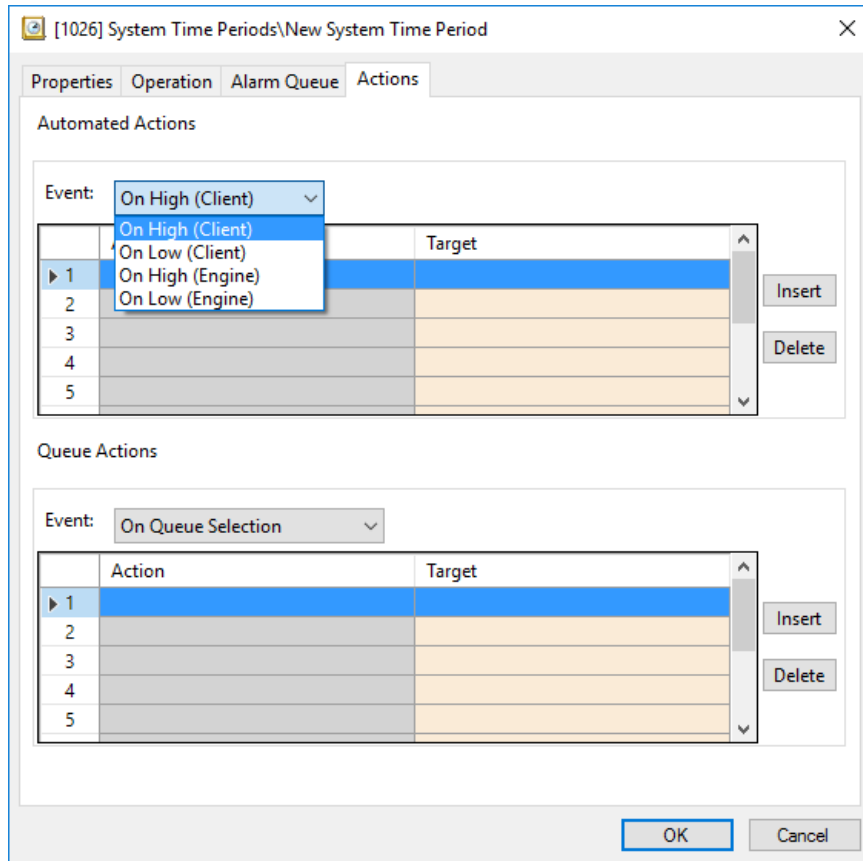 [1026] System Time Periods\New System Time Period
Properties Operation Alarm Queue Actions
Automated Actions
Event: On High (Client)
On High (Client)
On Low (Client)
On High (Engine)
On Low (Engine)
Target
1
2
3
4
5
Insert
Delete
Queue Actions
Event: On Queue Selection
Action Target
1
2
3
4
5
Insert
Delete
OK Cancel